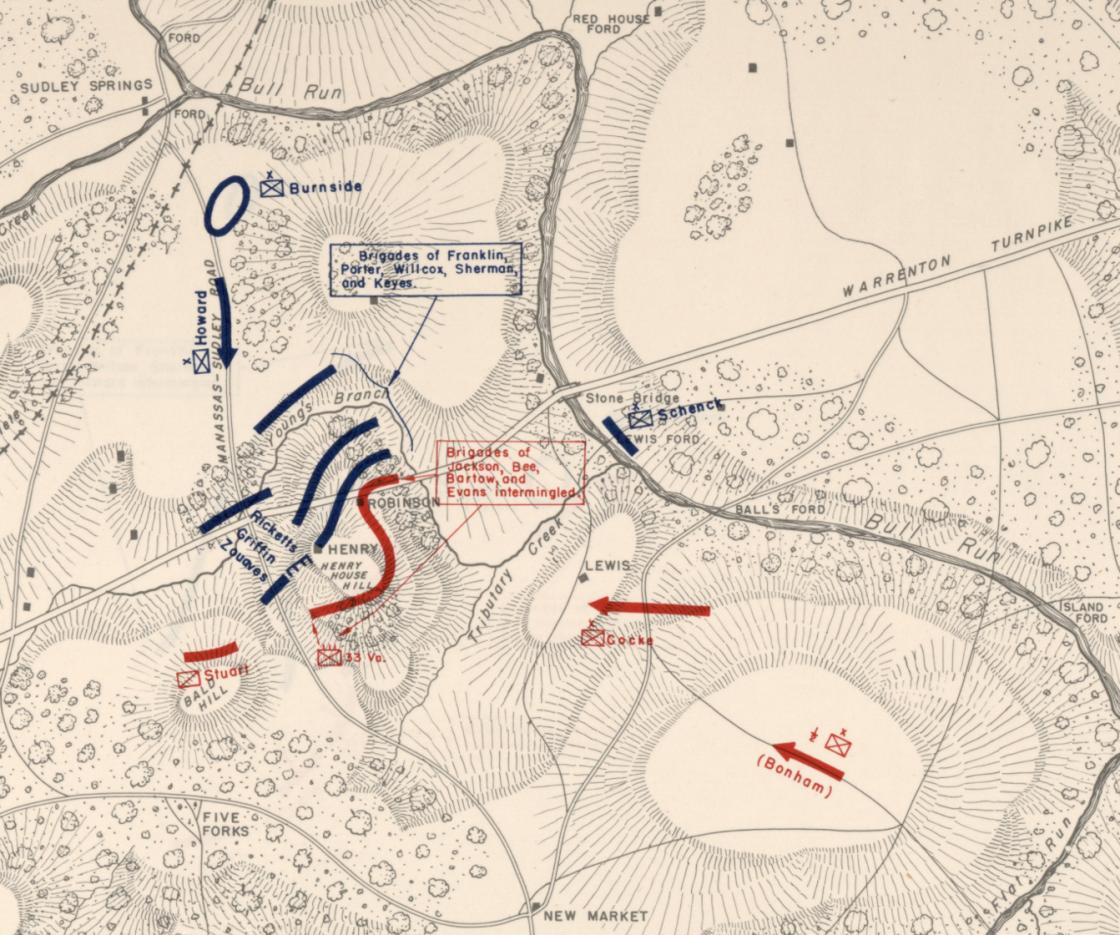 RED HOUSE
FORD
FORD
SUDLEY SPRINGS
Bull Run
FORD
Creek
Burnside
TURNPIKE
WARRENTON
Brigades of Franklin,
Porter, Willcox, Sherman,
and Keyes.
Howard
MANASSAS-SUDLEY ROAD
Youngs Branch
Stone Bridge
Schenck
LEWIS FORD
Brigades of
Jackson, Bee,
Bartow, and
Evans intermingled
ROBINSON
BALL'S FORD
Bull Run
Ricketts
Griffin
Zouaves
HENRY
HENRY
HOUSE
HILL
Tributary Creek
LEWIS
ISLAND
FORD
Cocke
33 Va.
Stuart
BALD
HILL
½
(Bonham)
FIVE
FORKS
Flat Run
NEW MARKET